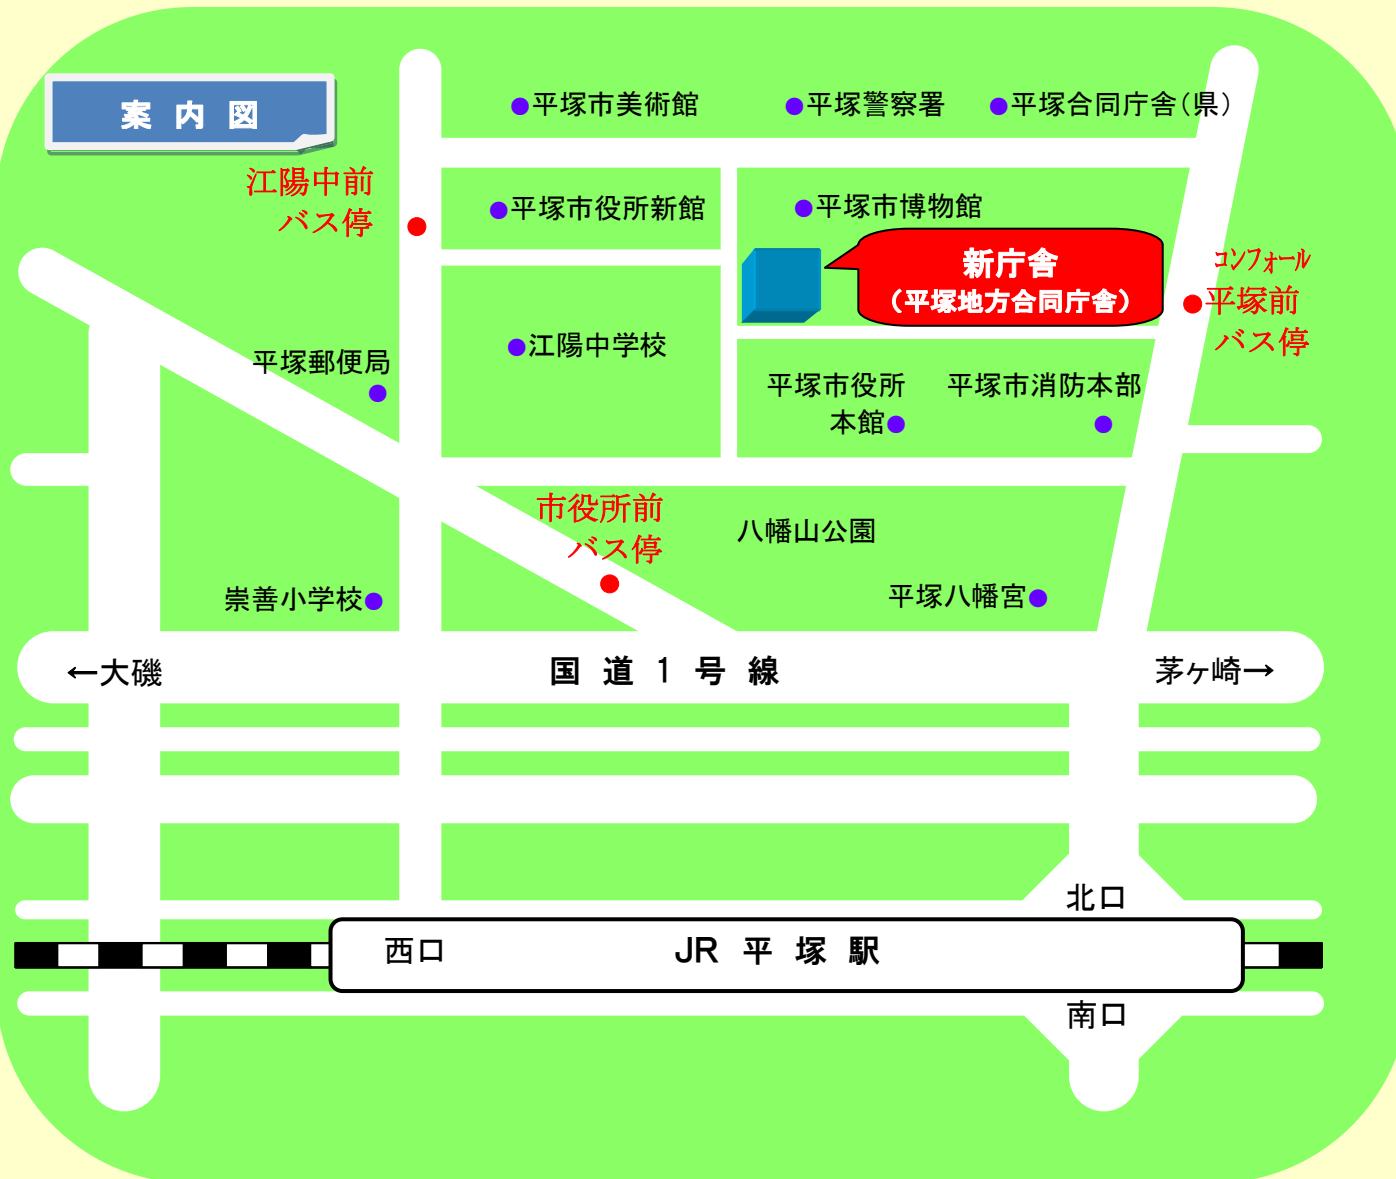 案内図
●平塚市美術館
●平塚警察署
●平塚合同庁舎（県）
江陽中前
バス停
●平塚市役所新館
●平塚市博物館
新庁舎
（平塚地方合同庁舎）
コンフォール
平塚前
バス停
●江陽中学校
平塚郵便局
平塚市役所
本館●
平塚市消防本部
市役所前
バス停
八幡山公園
崇善小学校●
平塚八幡宮●
←大磯
国道1号線
茅ヶ崎→
北口
西口
JR 平塚駅
南口